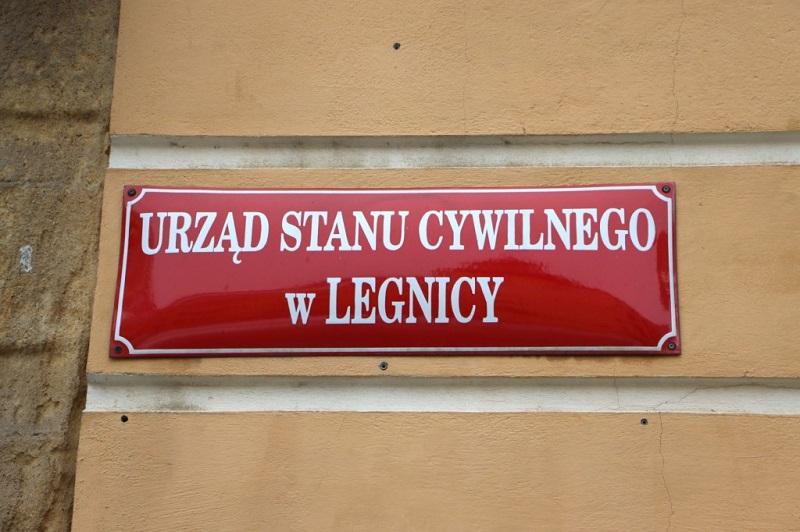 URZĄD STANU CYWILNEGO
w LEGNICY